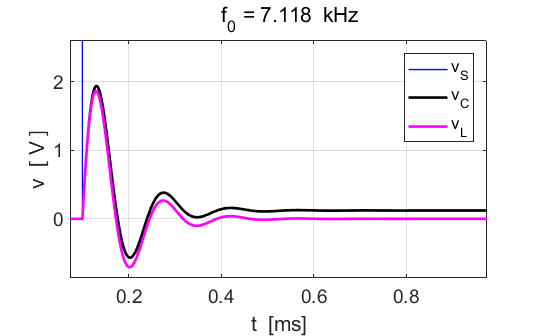 f0 = 7.118 kHz
v [ V ]
2
1
0
vS
vC
vL
0.2 0.4 0.6 0.8
t [ms]